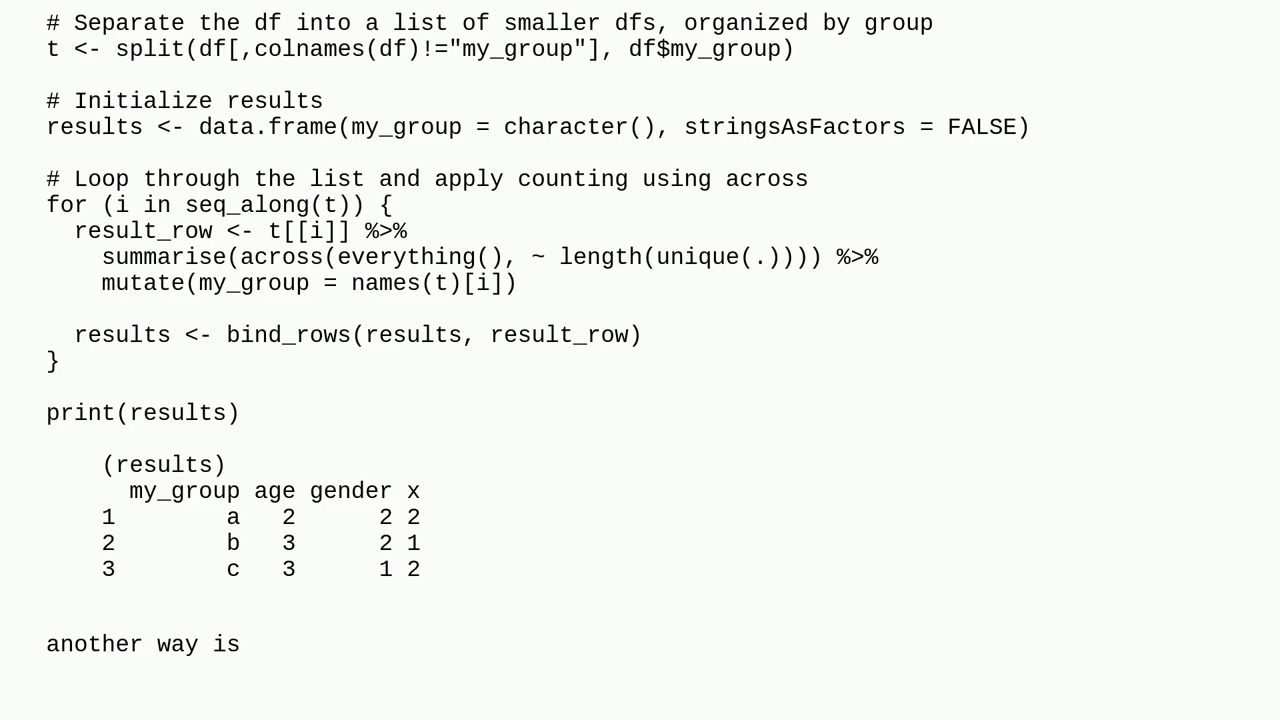 # Separate the df into a list of smaller dfs, organized by group
t <- split(df[,colnames(df)!="my_group"], df$my_group)
# Initialize results
results <- data.frame(my_group = character(), stringsAsFactors = FALSE)
# Loop through the list and apply counting using across
for (i in seq_along(t)) {
  result_row <- t[[i]] %>%
    summarise(across(everything(), ~ length(unique(.)))) %>%
    mutate(my_group = names(t)[i])
  results <- bind_rows(results, result_row)
}
print(results)
    (results)
      my_group age gender x
    1        a   2      2 2
    2        b   3      2 1
    3        c   3      1 2
another way is